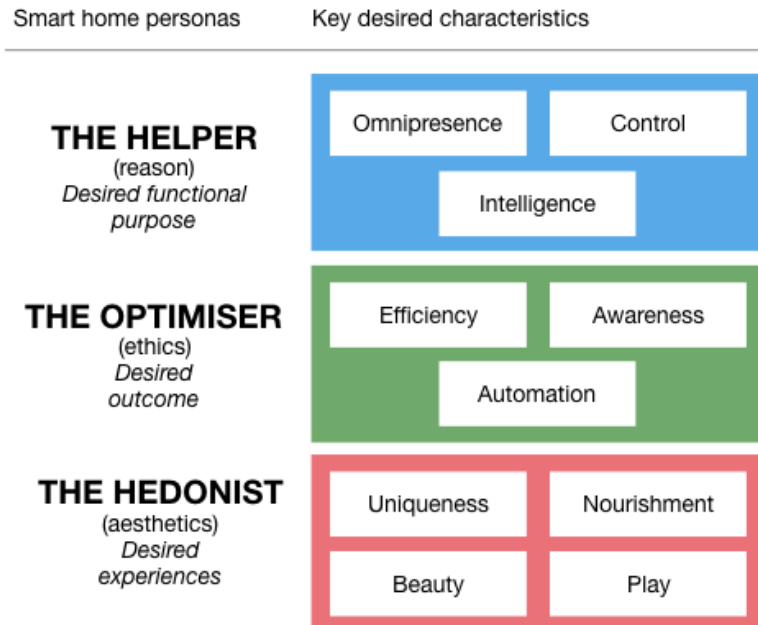 Smart home personas
Key desired characteristics
THE HELPER
(reason)
Desired functional
purpose
Omnipresence
Control
Intelligence
THE OPTIMISER
(ethics)
Desired
outcome
Efficiency
Awareness
Automation
THE HEDONIST
(aesthetics)
Desired
experiences
Uniqueness
Nourishment
Beauty
Play